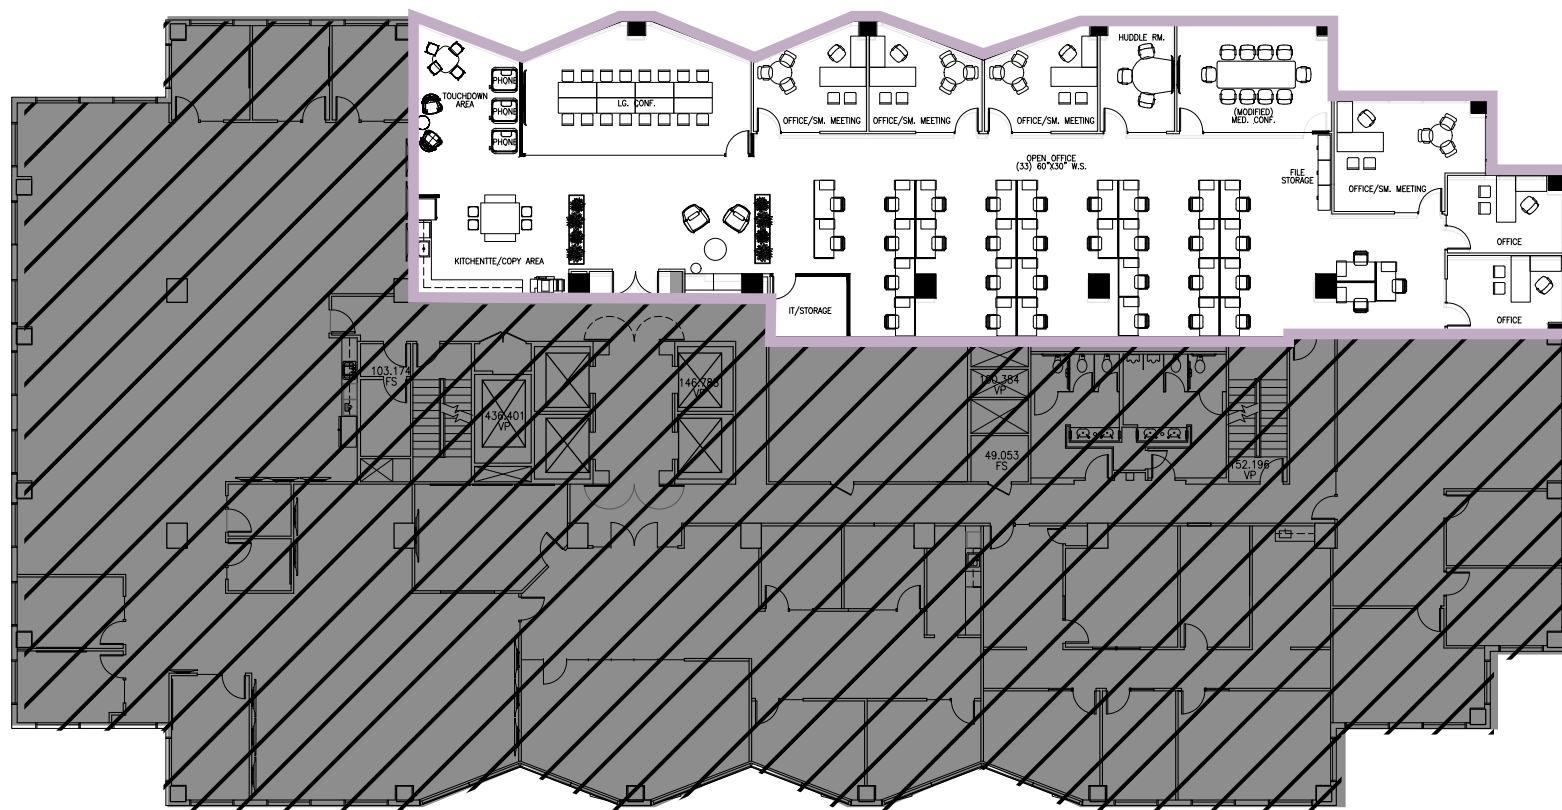 HUDDLE RM.
PHONE
TOUCHDOWN
AREA
PHONE
LG. CONF.
(MODIFIED)
MED. CONF.
PHONE
OFFICE/SM. MEETING
OFFICE/SM. MEETING
OFFICE/SM. MEETING
OPEN OFFICE
(33) 60"X30" W.S.
FILE
STORAGE
OFFICE/SM. MEETING
OFFICE
KITCHENTTE/COPY AREA
IT/STORAGE
OFFICE
103.174
FS
146.788
VP
436.401
VP
VP
49.053
FS
152.196
VP